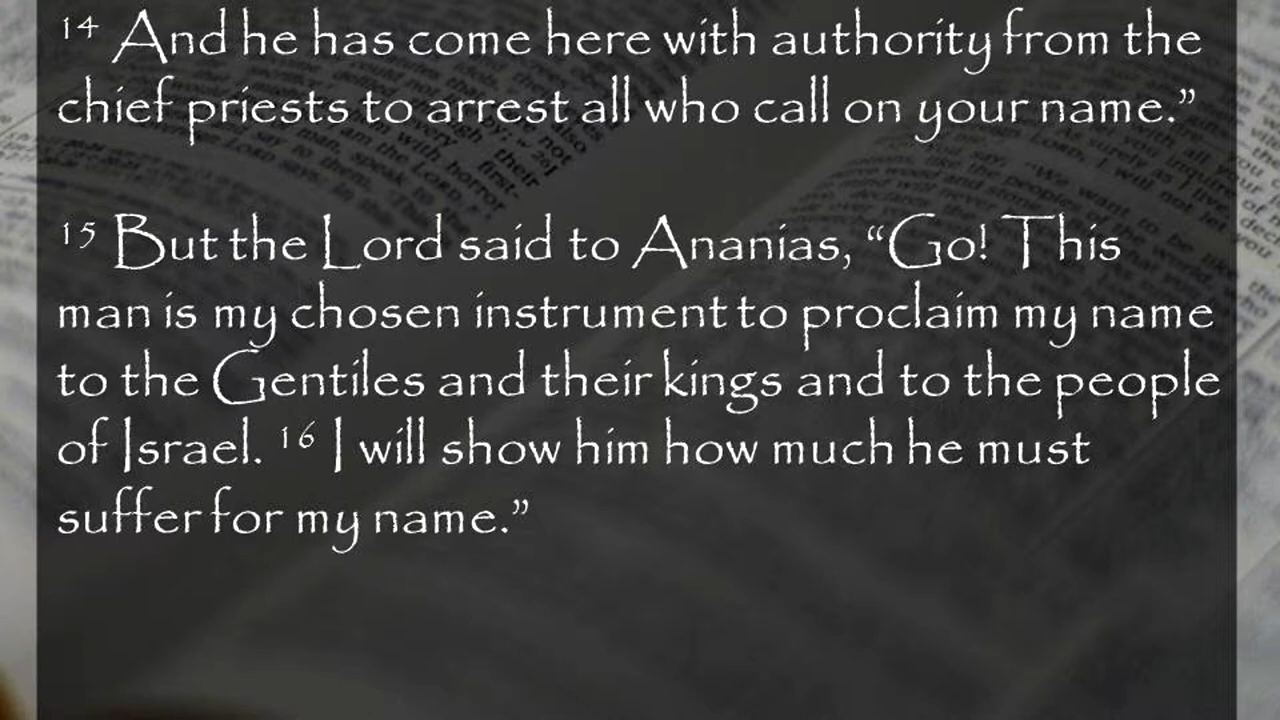 14 And he has come here with authority from the
chief priests to arrest all who call on your name.”
15 But the Lord said to Ananias, “Go! This
man is my chosen instrument to proclaim my name
to the Gentiles and their kings and to the people
of Israel. 16 I will show him how much he must
suffer for my name.”